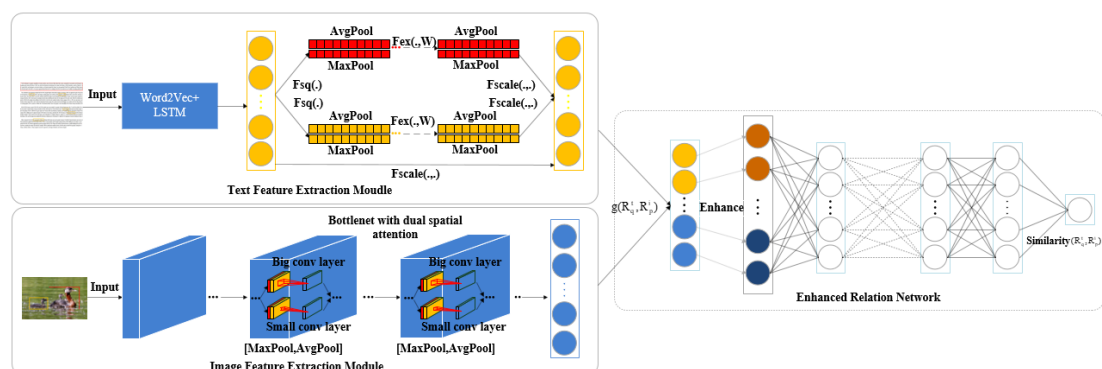 AvgPool
Fex(.,W)
AvgPool
MaxPool
MaxPool
Input
Word2Vec+
LSTM
Fsq(.)
Fscale(.,.)
Fsq(.)
Fscale(.,.)
AvgPool
Fex(.,W)
AvgPool
MaxPool
MaxPool
Fscale(.,.)
Text Feature Extraction Moudle
Bottlenet with dual spatial
attention
Big conv layer
Big conv layer
Input
Small conv layer
Small conv layer
[MaxPool,AvgPool]
[MaxPool,AvgPool]
Image Feature Extraction Module
Enhance
Enhanced Relation Network